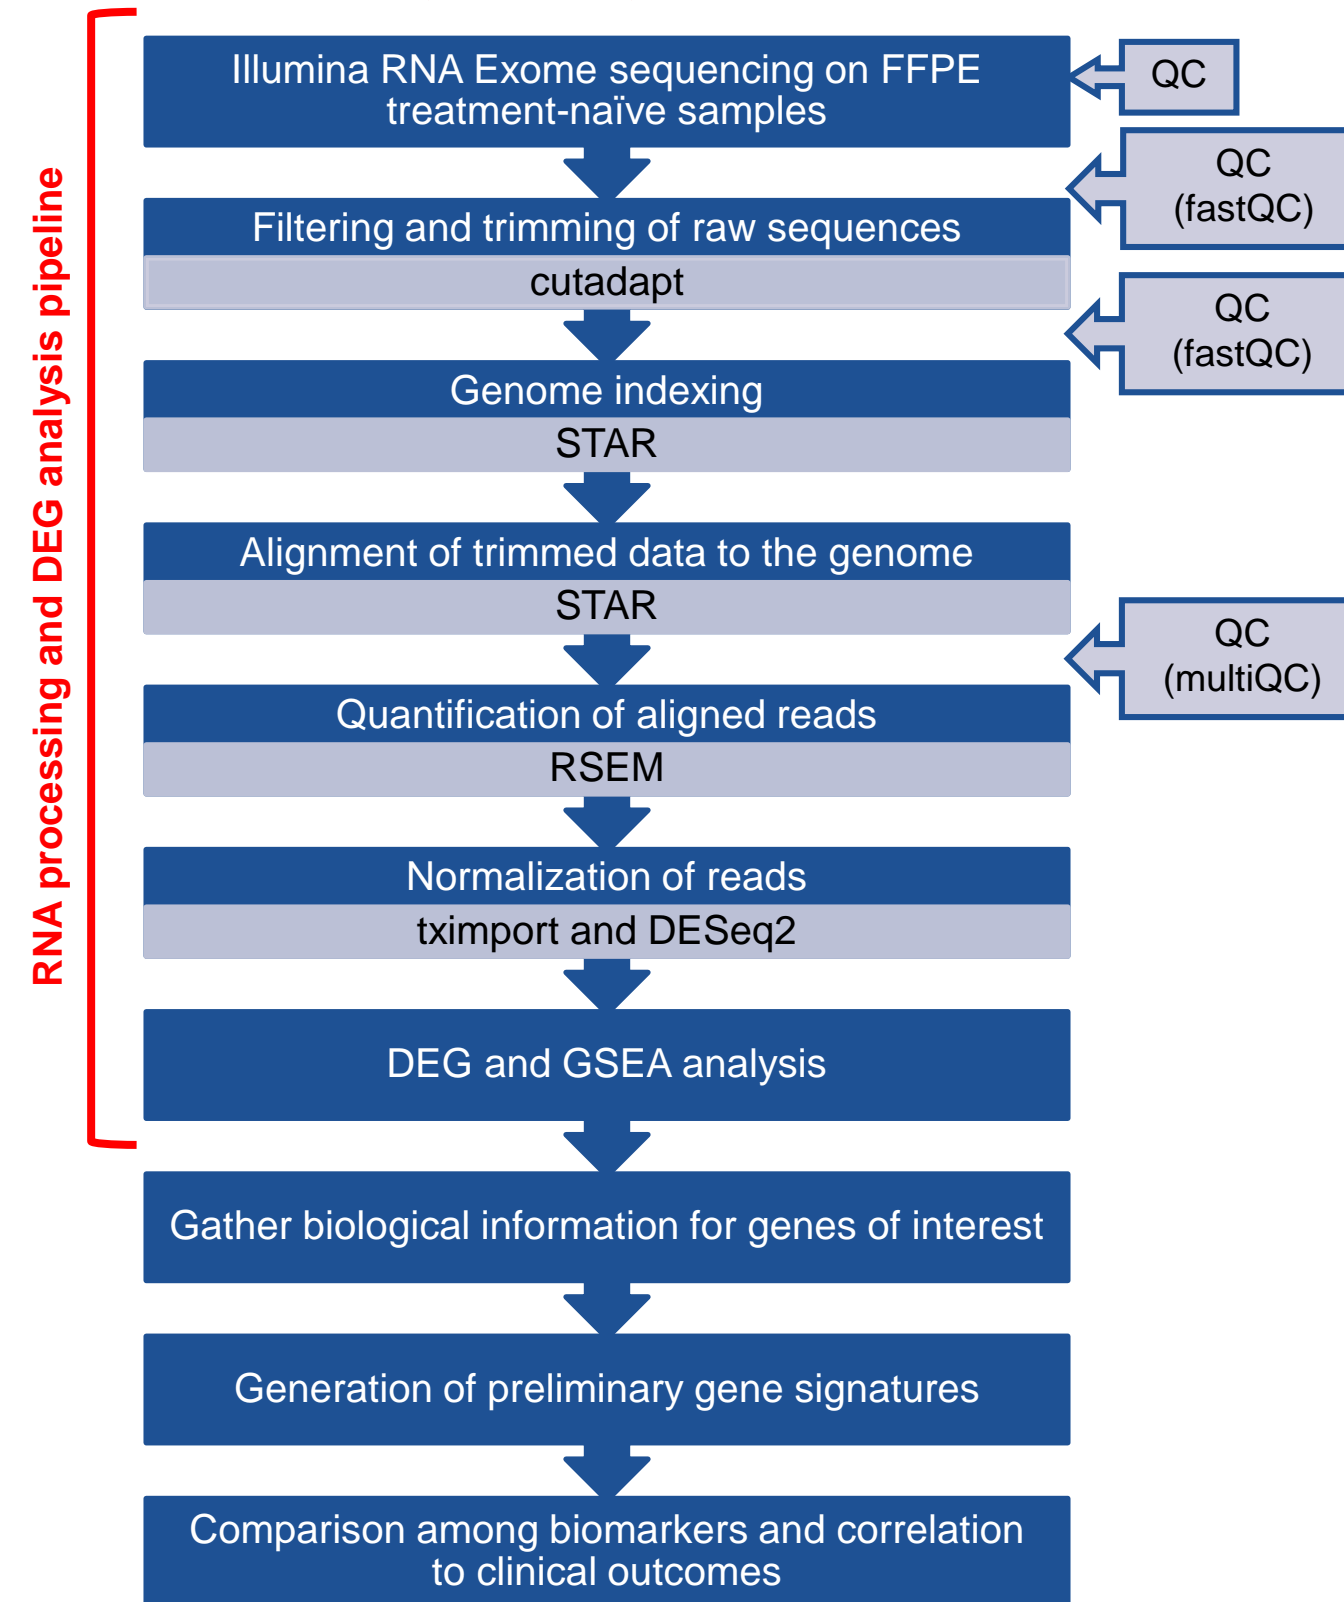 RNA processing and DEG analysis pipeline
Illumina RNA Exome sequencing on FFPE
treatment-naïve samples
QC
QC
(fastQC)
Filtering and trimming of raw sequences
cutadapt
QC
(fastQC)
Genome indexing
STAR
Alignment of trimmed data to the genome
STAR
QC
(multiQC)
Quantification of aligned reads
RSEM
Normalization of reads
tximport and DESeq2
DEG and GSEA analysis
Gather biological information for genes of interest
Generation of preliminary gene signatures
Comparison among biomarkers and correlation
to clinical outcomes